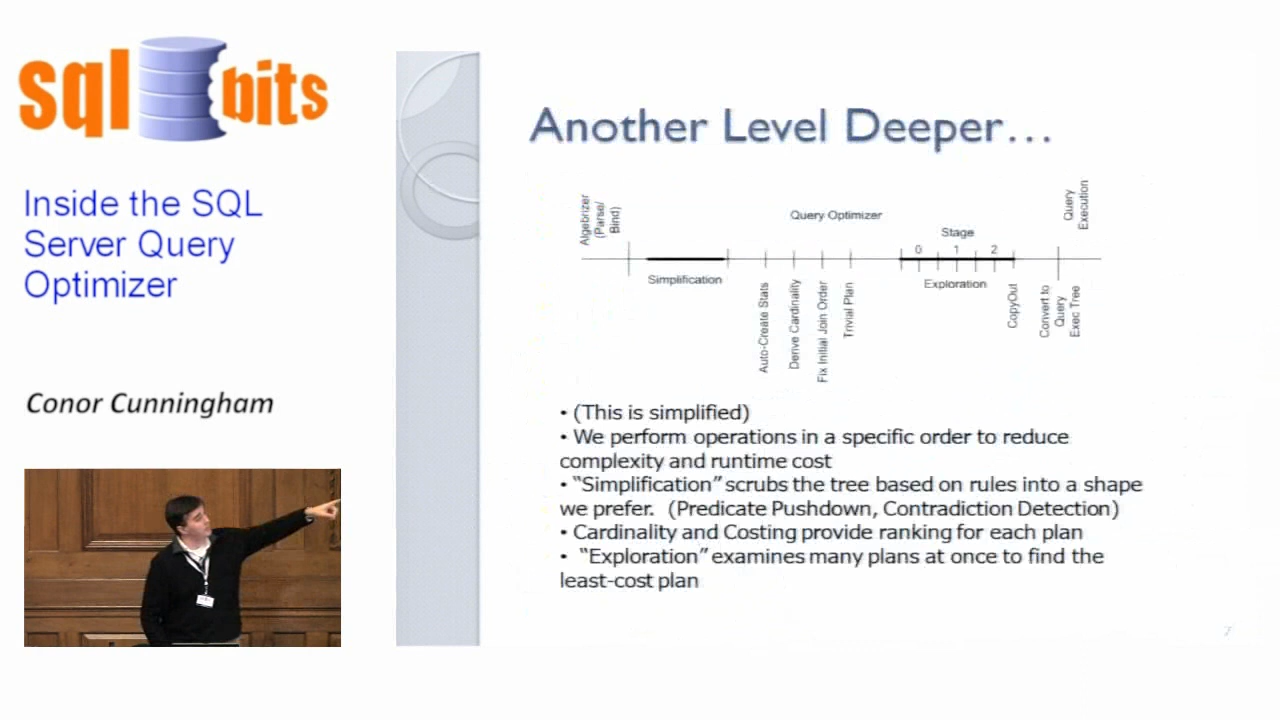 sql bits
Inside the SQL
Server Query
Optimizer
Conor Cunningham
Another Level Deeper…
Algebrizer
(Parse/
Bind)
Query Optimizer
Query
Execution
Stage
0 1 2
Simplification
Exploration
Auto-Create Stats
Derive Cardinality
Fix Initial Join Order
Trivial Plan
CopyOut
Convert to
Query
Exec Tree
• (This is simplified)
• We perform operations in a specific order to reduce
complexity and runtime cost
• “Simplification” scrubs the tree based on rules into a shape
we prefer. (Predicate Pushdown, Contradiction Detection)
• Cardinality and Costing provide ranking for each plan
• “Exploration” examines many plans at once to find the
least-cost plan
7